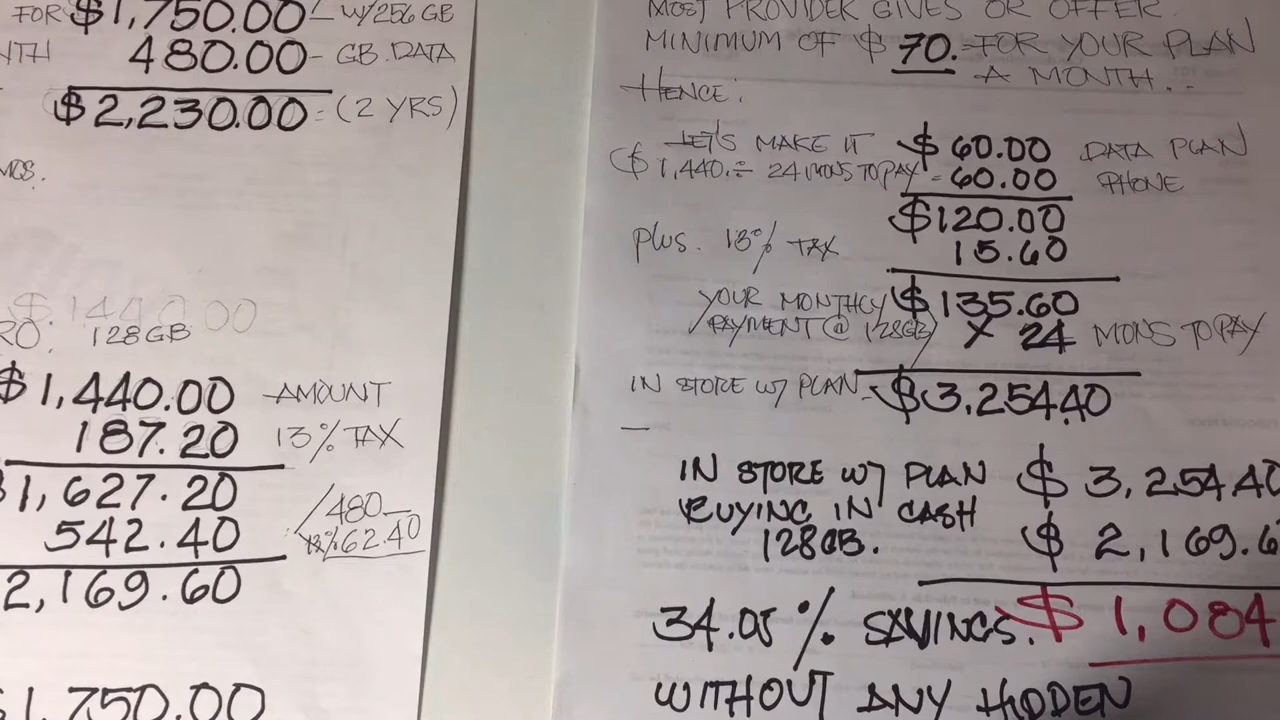 FOR $1,750.00 - W/256 GB
480.00 - GB DATA
$2,230.00 = (2 YRS)
MOS.
$1440.00
128GB
$1,440.00 AMOUNT
187.20 13% TAX
$1,627.20
542.40
480
13% 62.40
2,169.60
$1,750.00
MOST PROVIDER GIVES OR OFFER
MINIMUM OF $70. FOR YOUR PLAN
A MONTH...
HENCE:
LET'S MAKE IT $60.00 DATA PLAN
($1,440. ÷ 24 MONS TO PAY = 60.00 PHONE
$120.00
PLUS. 13% TAX 15.60
YOUR MONTHLY $135.60
PAYMENT @ 128GB) X 24 MONS TO PAY
IN STORE W/ PLAN - $3,254.40
IN STORE W/ PLAN $ 3,254.40
BUYING IN CASH $ 2,169.6
128GB.
34.05 % SAVINGS. $1,084
WITHOUT ANY HIDDEN